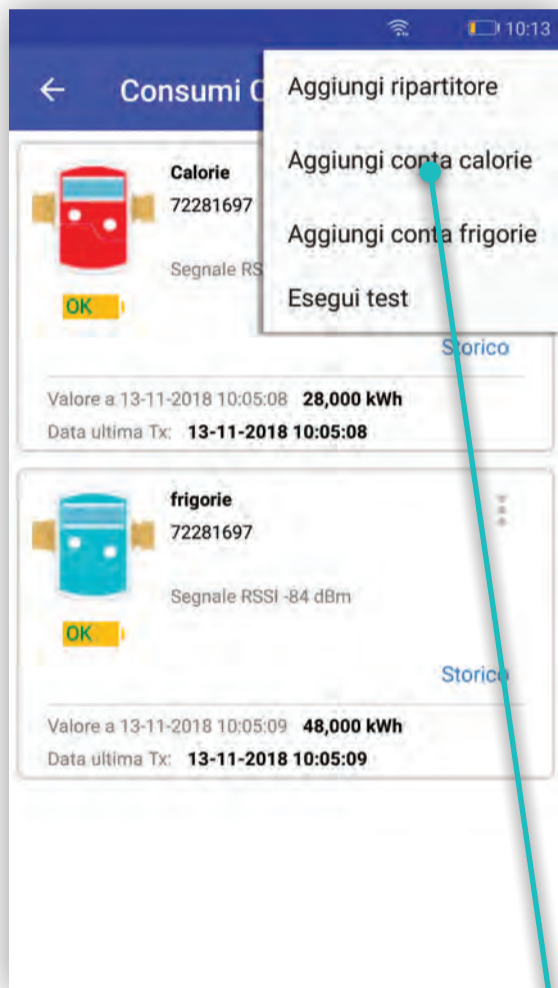 10:13
Consumi C
Aggiungi ripartitore
Aggiungi conta calorie
Aggiungi conta frigorie
Esegui test
Calorie
72281697
Segnale RS
OK
Storico
Valore a 13-11-2018 10:05:08 28,000 kWh
Data ultima Tx: 13-11-2018 10:05:08
frigorie
72281697
Segnale RSSI -84 dBm
OK
Storico
Valore a 13-11-2018 10:05:09 48,000 kWh
Data ultima Tx: 13-11-2018 10:05:09